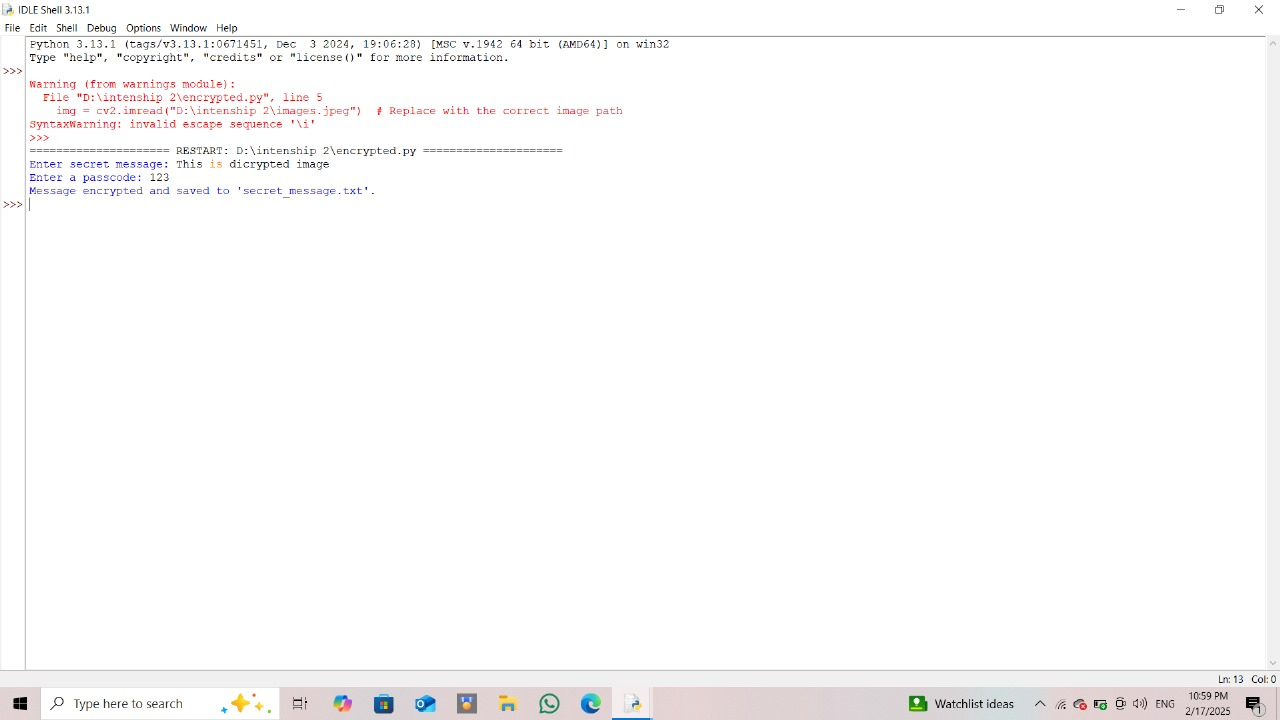 IDLE Shell 3.13.1
File Edit Shell Debug Options Window Help
Python 3.13.1 (tags/v3.13.1:0671451, Dec  3 2024, 19:06:28) [MSC v.1942 64 bit (AMD64)] on win32
Type "help", "copyright", "credits" or "license()" for more information.
>>>
Warning (from warnings module):
  File "D:\intenship 2\encrypted.py", line 5
    img = cv2.imread("D:\intenship 2\images.jpeg")  # Replace with the correct image path
SyntaxWarning: invalid escape sequence '\i'
>>>
===================== RESTART: D:\intenship 2\encrypted.py =====================
Enter secret message: This is dicrypted image
Enter a passcode: 123
Message encrypted and saved to 'secret_message.txt'.
>>>
Ln: 13 Col: 0
Type here to search
Watchlist ideas
ENG
10:59 PM
2/17/2025
1